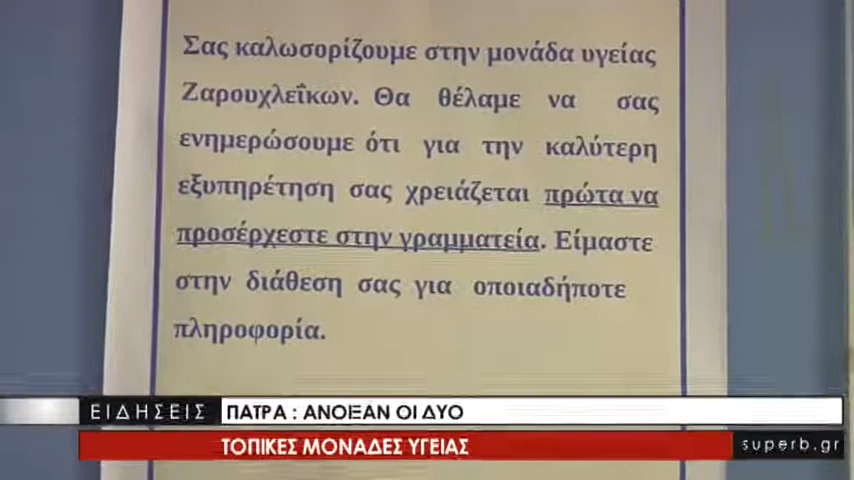 Σας καλωσορίζουμε στην μονάδα υγείας
Ζαρουχλεΐκων. Θα θέλαμε να σας
ενημερώσουμε ότι για την καλύτερη
εξυπηρέτηση σας χρειάζεται πρώτα να
προσέρχεστε στην γραμματεία. Είμαστε
στην διάθεση σας για οποιαδήποτε
πληροφορία.
ΕΙΔΗΣΕΙΣ ΠΑΤΡΑ : ΑΝΟΙΞΑΝ ΟΙ ΔΥΟ
ΤΟΠΙΚΕΣ ΜΟΝΑΔΕΣ ΥΓΕΙΑΣ superb.gr